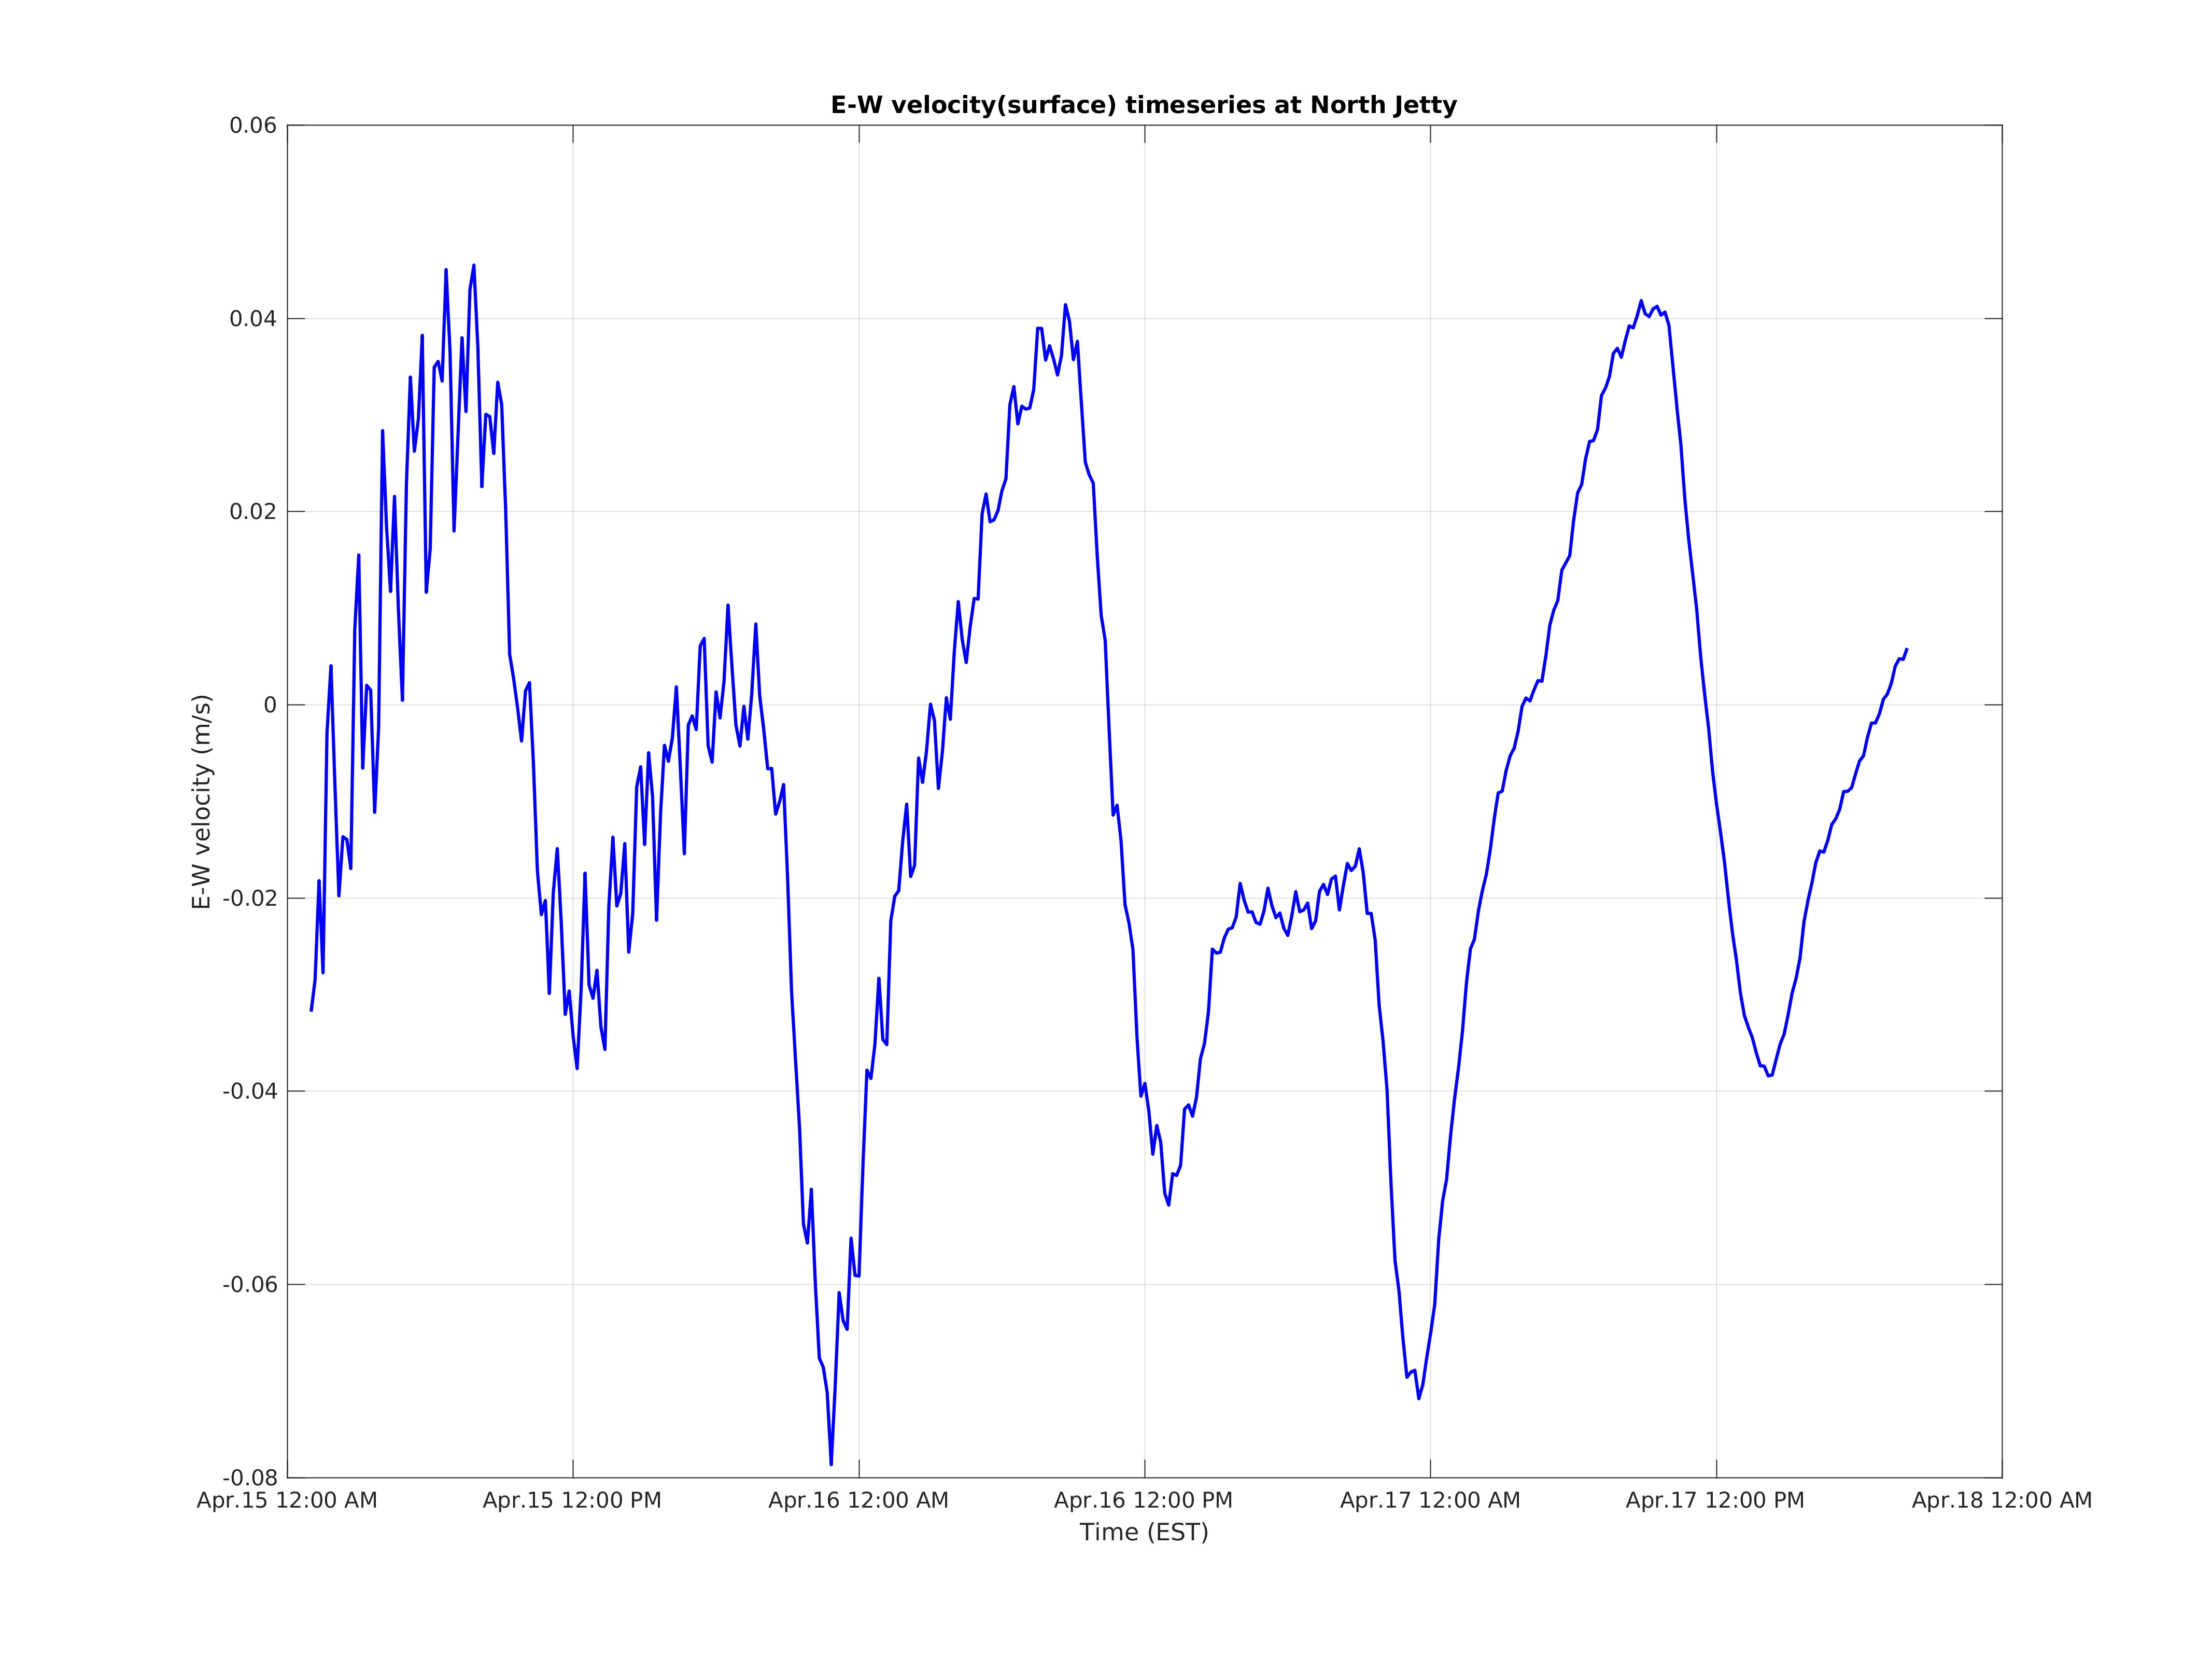 E-W velocity(surface) timeseries at North Jetty
0.06
0.04
0.02
0
-0.02
-0.04
-0.06
-0.08
E-W velocity (m/s)
Apr.15 12:00 AM
Apr.15 12:00 PM
Apr.16 12:00 AM
Apr.16 12:00 PM
Apr.17 12:00 AM
Apr.17 12:00 PM
Apr.18 12:00 AM
Time (EST)